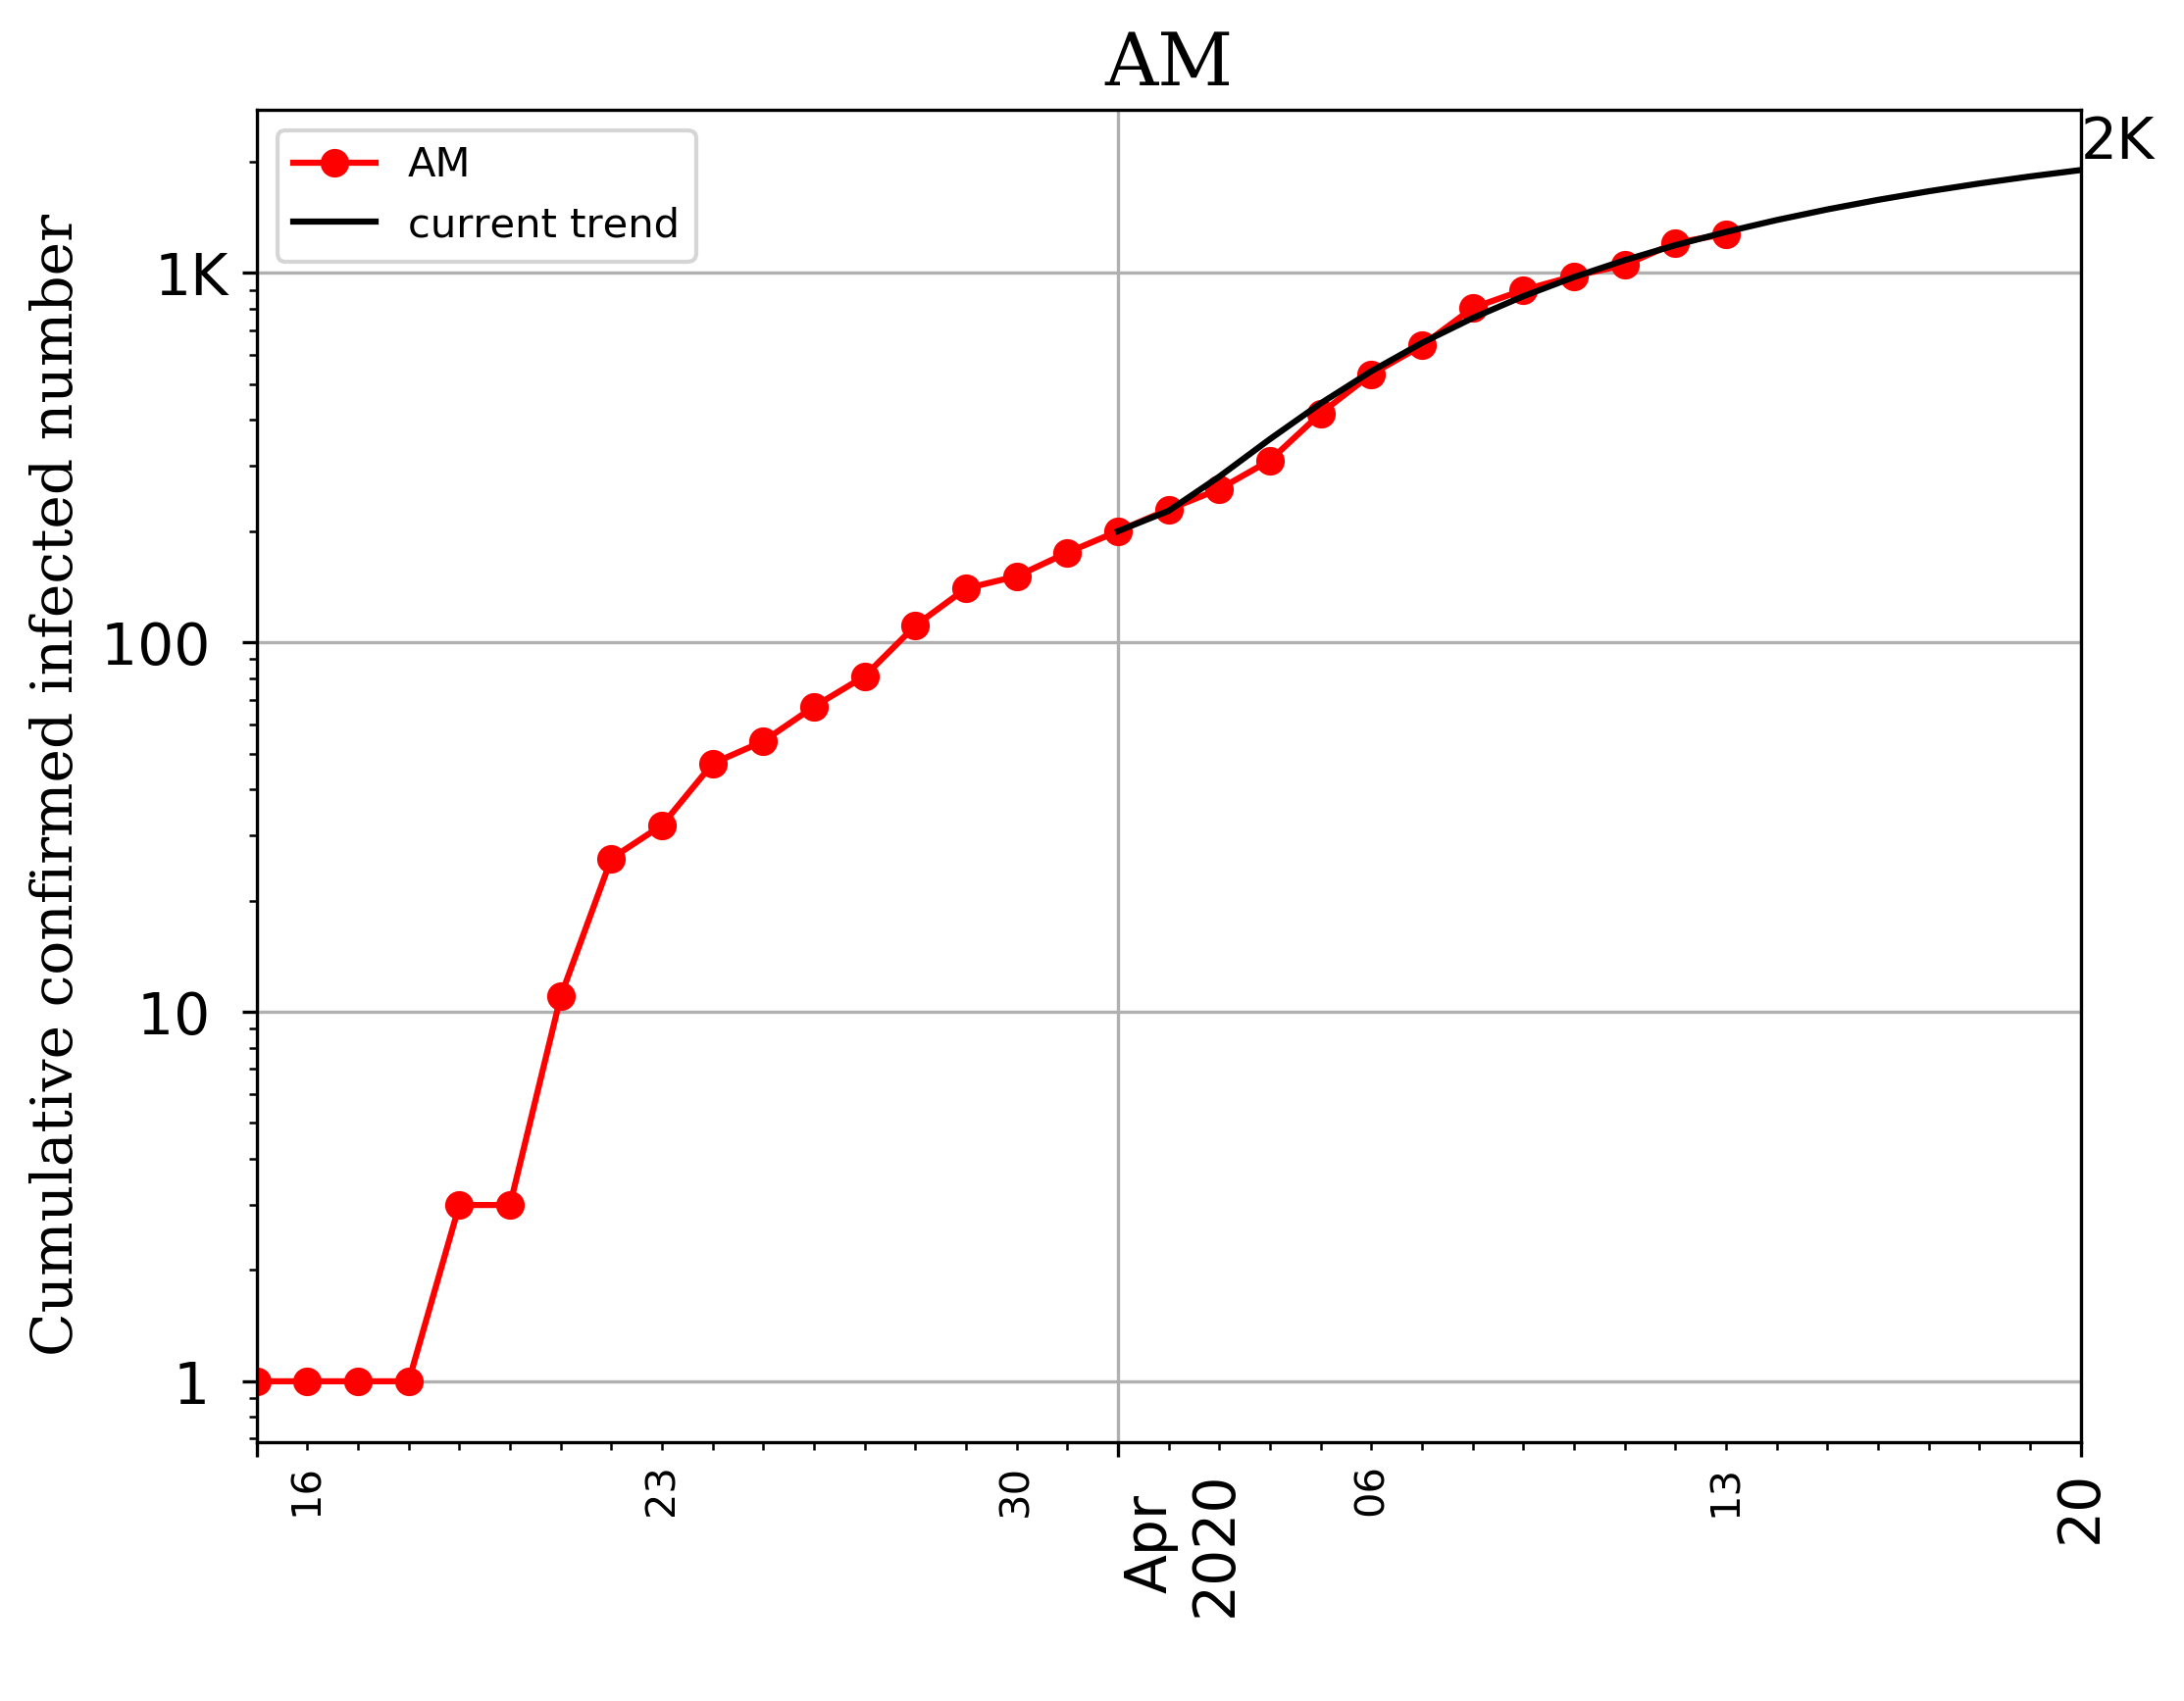 AM
2K
AM
current trend
Cumulative confirmed infected number
1K
100
10
1
16
23
30
Apr
2020
06
13
20